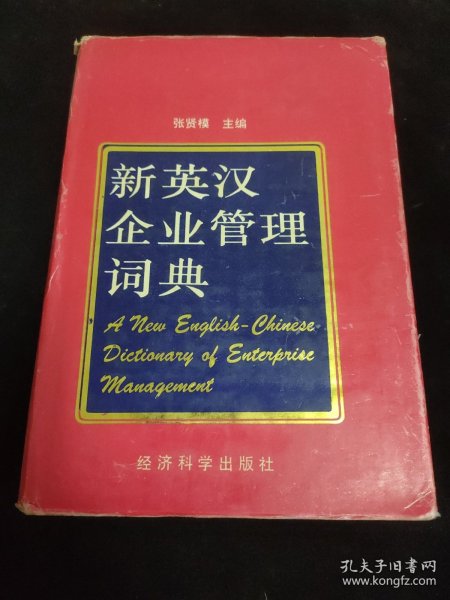 张贤模 主编
新英汉
企业管理
词典
A New English-Chinese
Dictionary of Enterprise
Management
经济科学出版社
孔夫子旧书网
www.kongfz.com